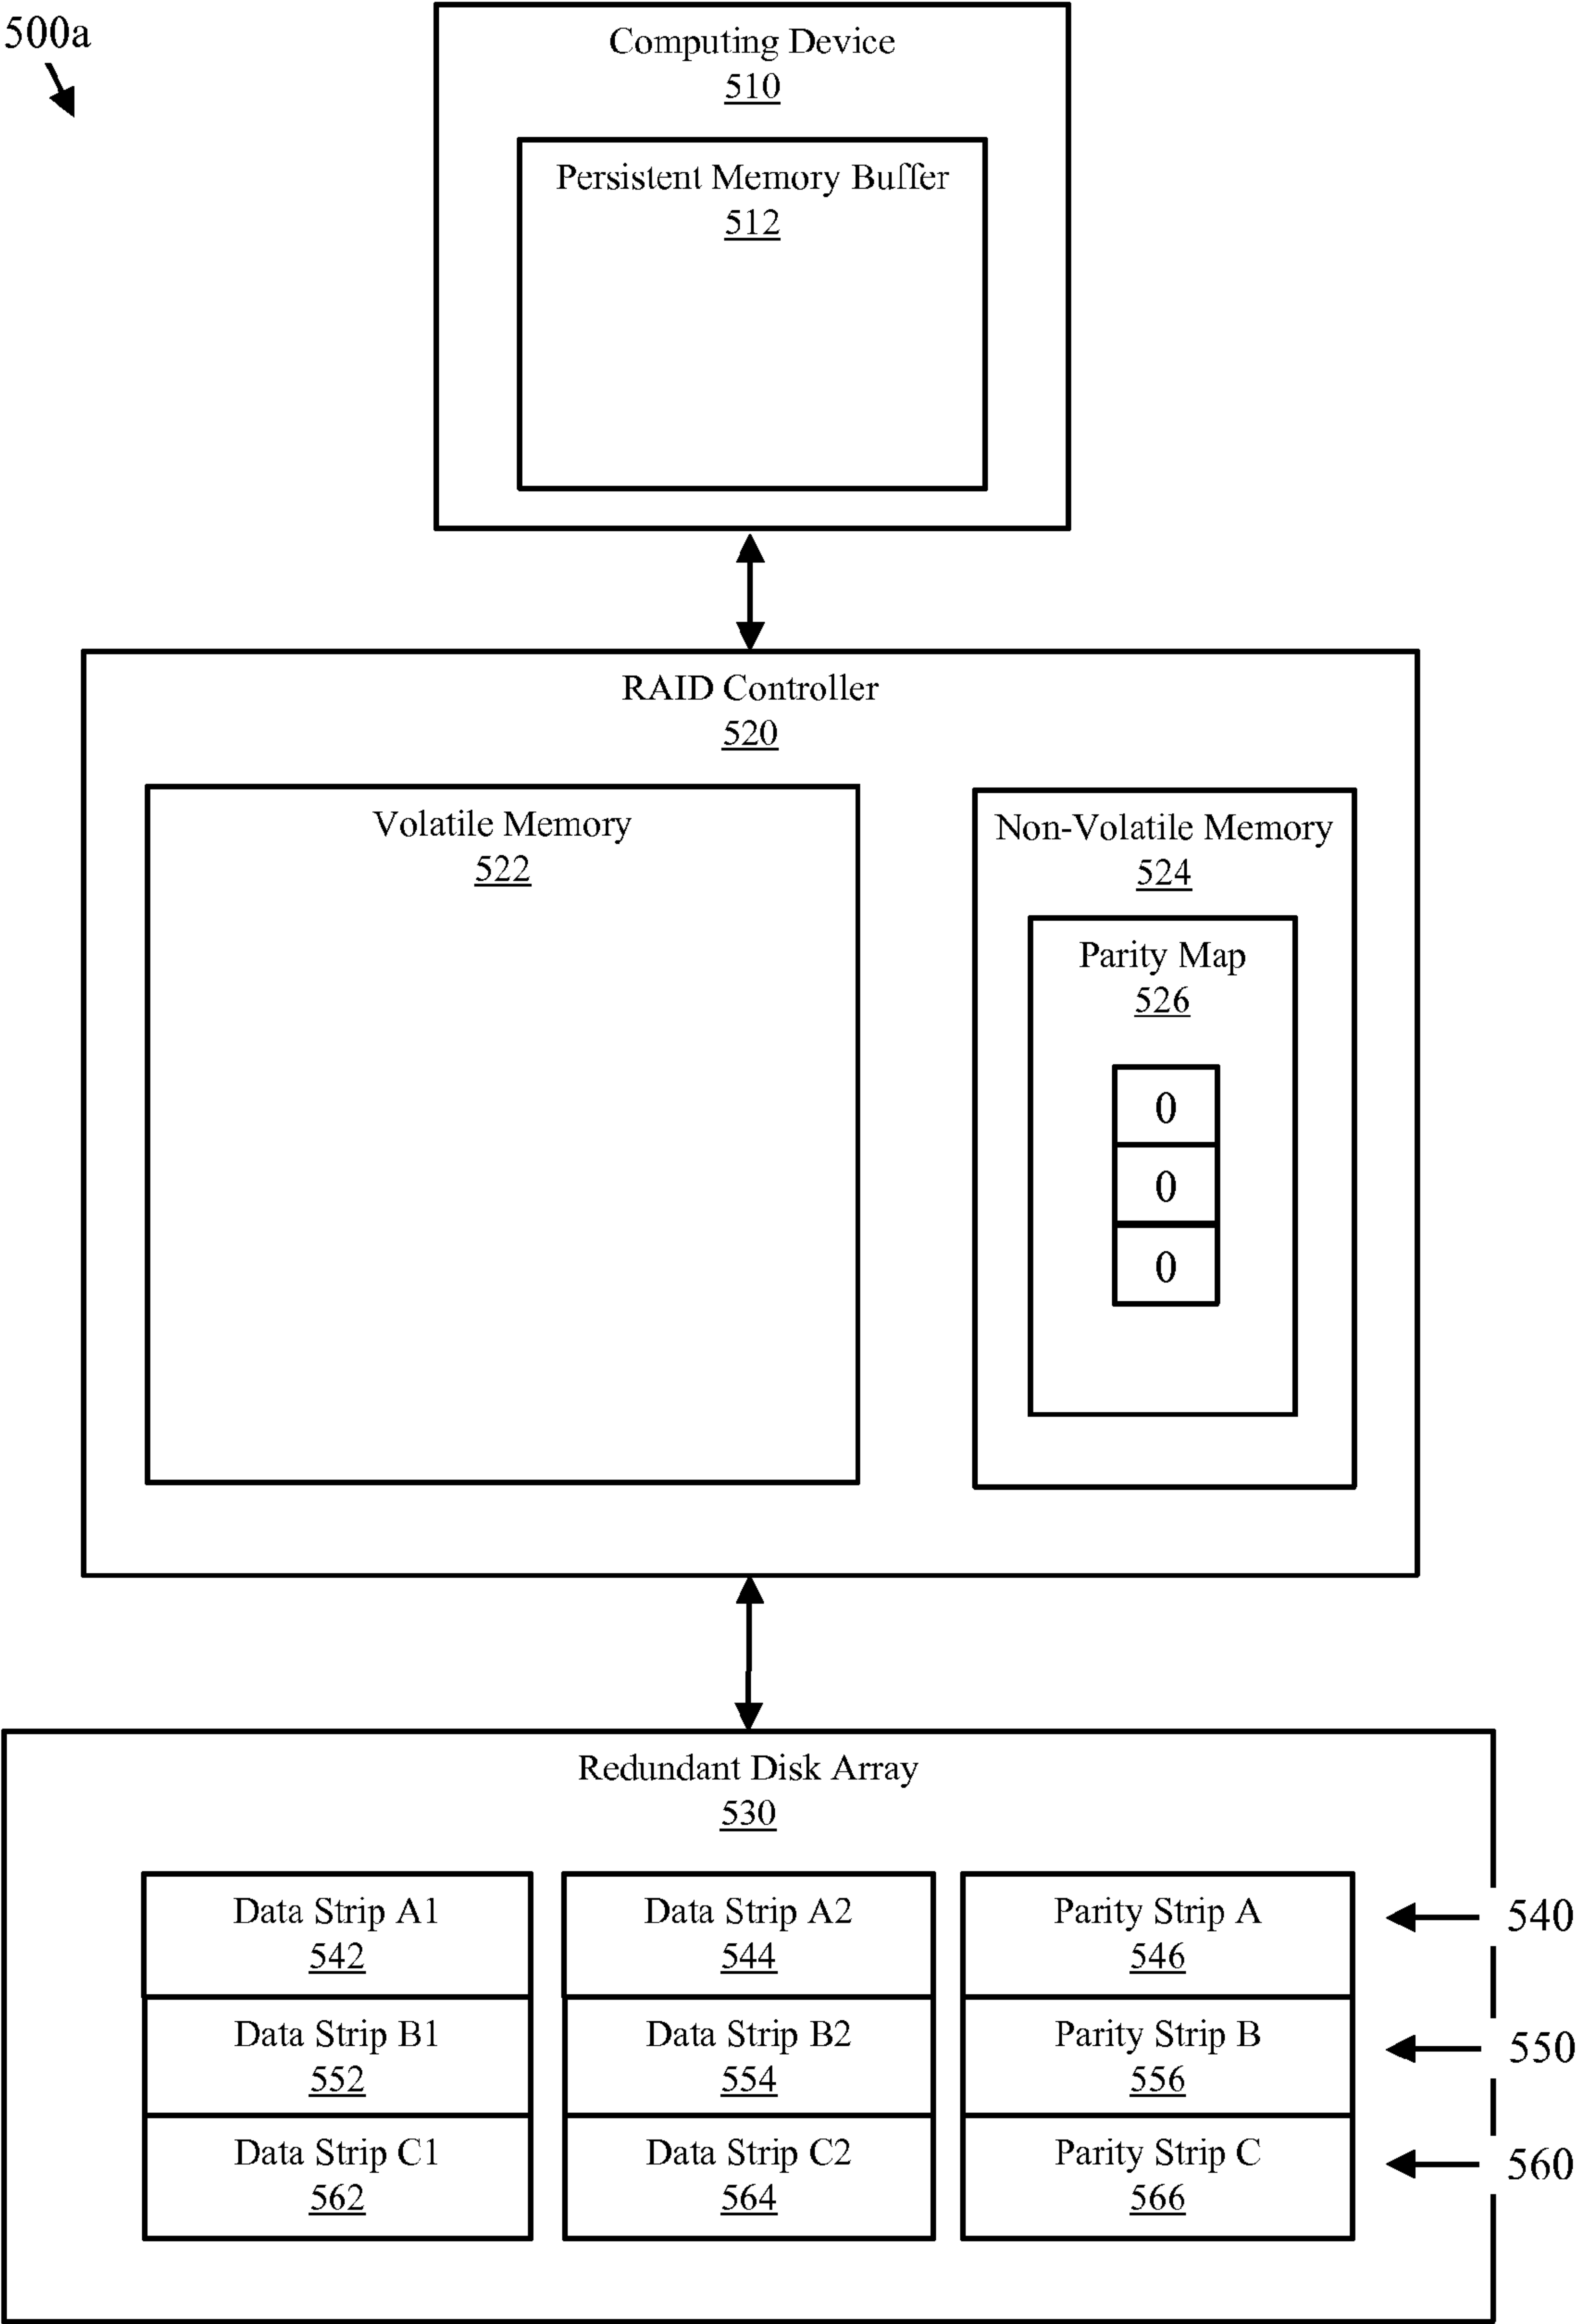 500a
Computing Device
510
Persistent Memory Buffer
512
RAID Controller
520
Volatile Memory
522
Non-Volatile Memory
524
Parity Map
526
0
0
0
Redundant Disk Array
530
Data Strip A1
542
Data Strip A2
544
Parity Strip A
546
540
Data Strip B1
552
Data Strip B2
554
Parity Strip B
556
550
Data Strip C1
562
Data Strip C2
564
Parity Strip C
566
560